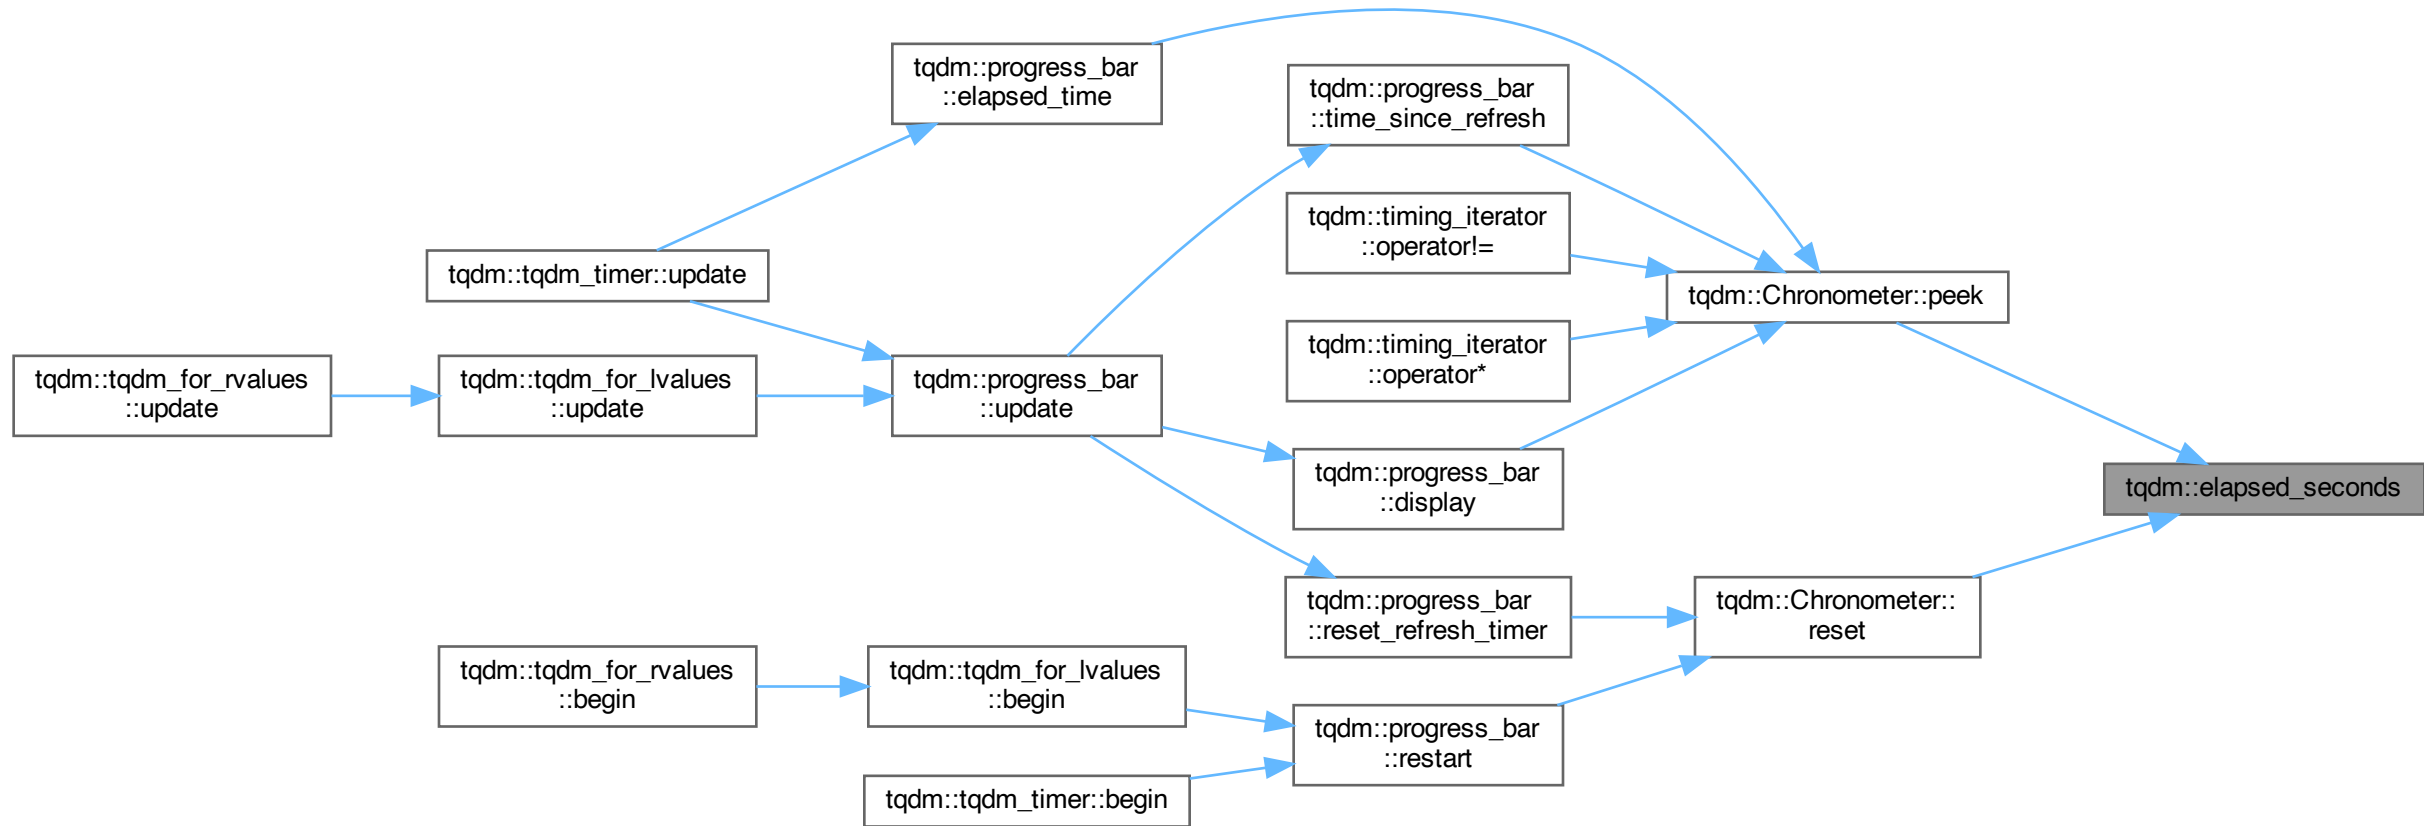 tqdm::progress_bar
::elapsed_time
tqdm::progress_bar
::time_since_refresh
tqdm::timing_iterator
::operator!=
tqdm::tqdm_timer::update
tqdm::Chronometer::peek
tqdm::timing_iterator
::operator*
tqdm::tqdm_for_rvalues
::update
tqdm::tqdm_for_lvalues
::update
tqdm::progress_bar
::update
tqdm::progress_bar
::display
tqdm::elapsed_seconds
tqdm::progress_bar
::reset_refresh_timer
tqdm::Chronometer::
reset
tqdm::tqdm_for_rvalues
::begin
tqdm::tqdm_for_lvalues
::begin
tqdm::progress_bar
::restart
tqdm::tqdm_timer::begin